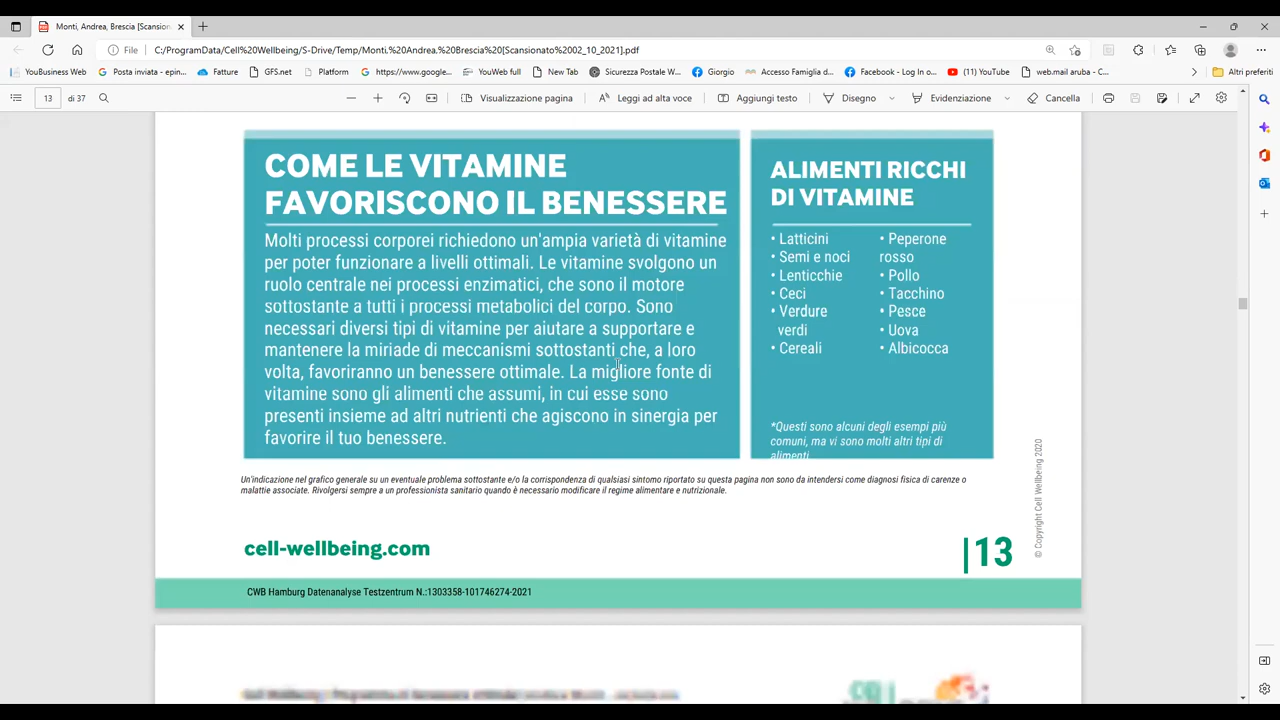 Monti, Andrea, Brescia [Scansion
File
C:/ProgramData/Cell%20Wellbeing/S-Drive/Temp/Monti.%20Andrea.%20Brescia%20[Scansionato%2002_10_2021].pdf
YouBusiness Web
Posta inviata - epin...
Fatture
GFS.net
Platform
https://www.google...
YouWeb full
New Tab
Sicurezza Postale W...
Giorgio
Accesso Famiglia d...
Facebook - Log In o...
(11) YouTube
web.mail aruba - C...
Altri preferiti
13 di 37
Visualizzazione pagina
Leggi ad alta voce
Aggiungi testo
Disegno
Evidenziazione
Cancella
COME LE VITAMINE
FAVORISCONO IL BENESSERE
Molti processi corporei richiedono un'ampia varietà di vitamine
per poter funzionare a livelli ottimali. Le vitamine svolgono un
ruolo centrale nei processi enzimatici, che sono il motore
sottostante a tutti i processi metabolici del corpo. Sono
necessari diversi tipi di vitamine per aiutare a supportare e
mantenere la miriade di meccanismi sottostanti che, a loro
volta, favoriranno un benessere ottimale. La migliore fonte di
vitamine sono gli alimenti che assumi, in cui esse sono
presenti insieme ad altri nutrienti che agiscono in sinergia per
favorire il tuo benessere.
ALIMENTI RICCHI
DI VITAMINE
• Latticini
• Semi e noci
• Lenticchie
• Ceci
• Verdure
verdi
• Cereali
• Peperone
rosso
• Pollo
• Tacchino
• Pesce
• Uova
• Albicocca
*Questi sono alcuni degli esempi più
comuni, ma vi sono molti altri tipi di
alimenti
Un'indicazione nel grafico generale su un eventuale problema sottostante e/o la corrispondenza di qualsiasi sintomo riportato su questa pagina non sono da intendersi come diagnosi fisica di carenze o
malattie associate. Rivolgersi sempre a un professionista sanitario quando è necessario modificare il regime alimentare e nutrizionale.
© Copyright Cell Wellbeing 2020
cell-wellbeing.com
|13
CWB Hamburg Datenanalyse Testzentrum N.:1303358-101746274-2021